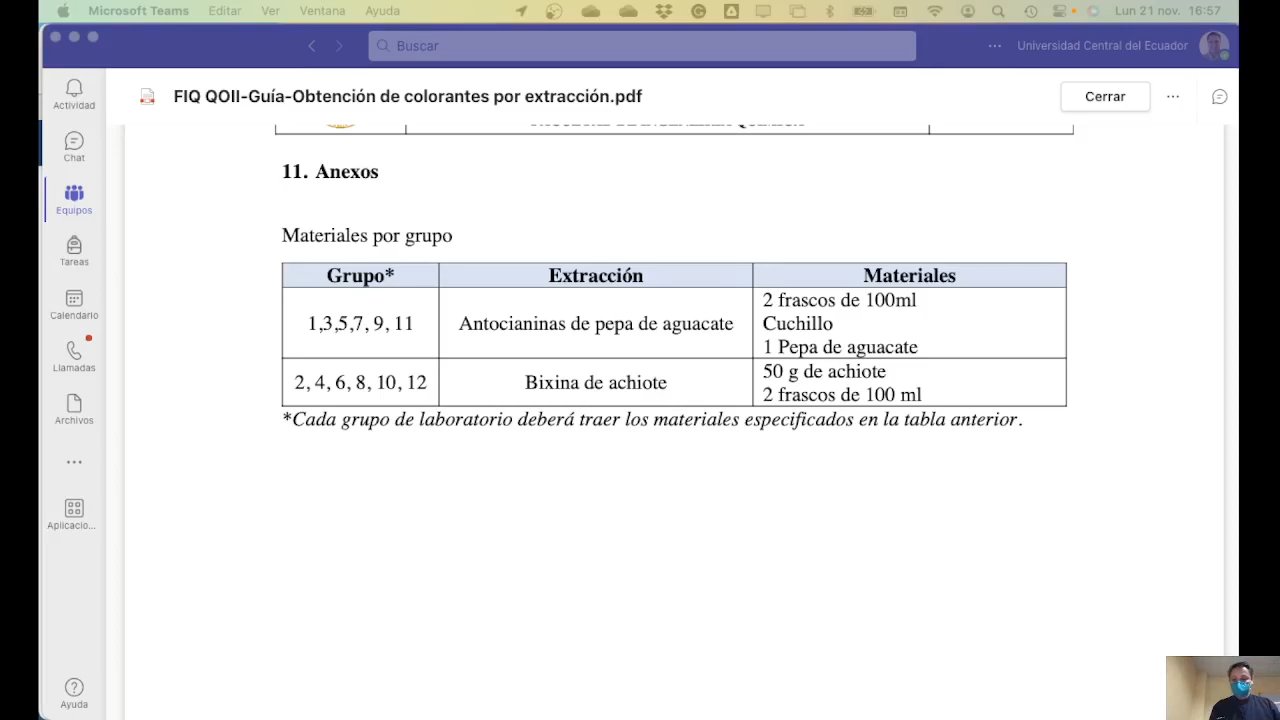 Microsoft Teams Editar Ver Ventana Ayuda Lun 21 nov. 16:57
Buscar
Universidad Central del Ecuador
Actividad
Chat
Equipos
Tareas
Calendario
Llamadas
Archivos
Aplicacio...
Ayuda
FIQ QOII-Guía-Obtención de colorantes por extracción.pdf
Cerrar
11. Anexos
Materiales por grupo
Grupo* Extracción Materiales
1,3,5,7, 9, 11 Antocianinas de pepa de aguacate 2 frascos de 100ml
Cuchillo
1 Pepa de aguacate
2, 4, 6, 8, 10, 12 Bixina de achiote 50 g de achiote
2 frascos de 100 ml
*Cada grupo de laboratorio deberá traer los materiales especificados en la tabla anterior.